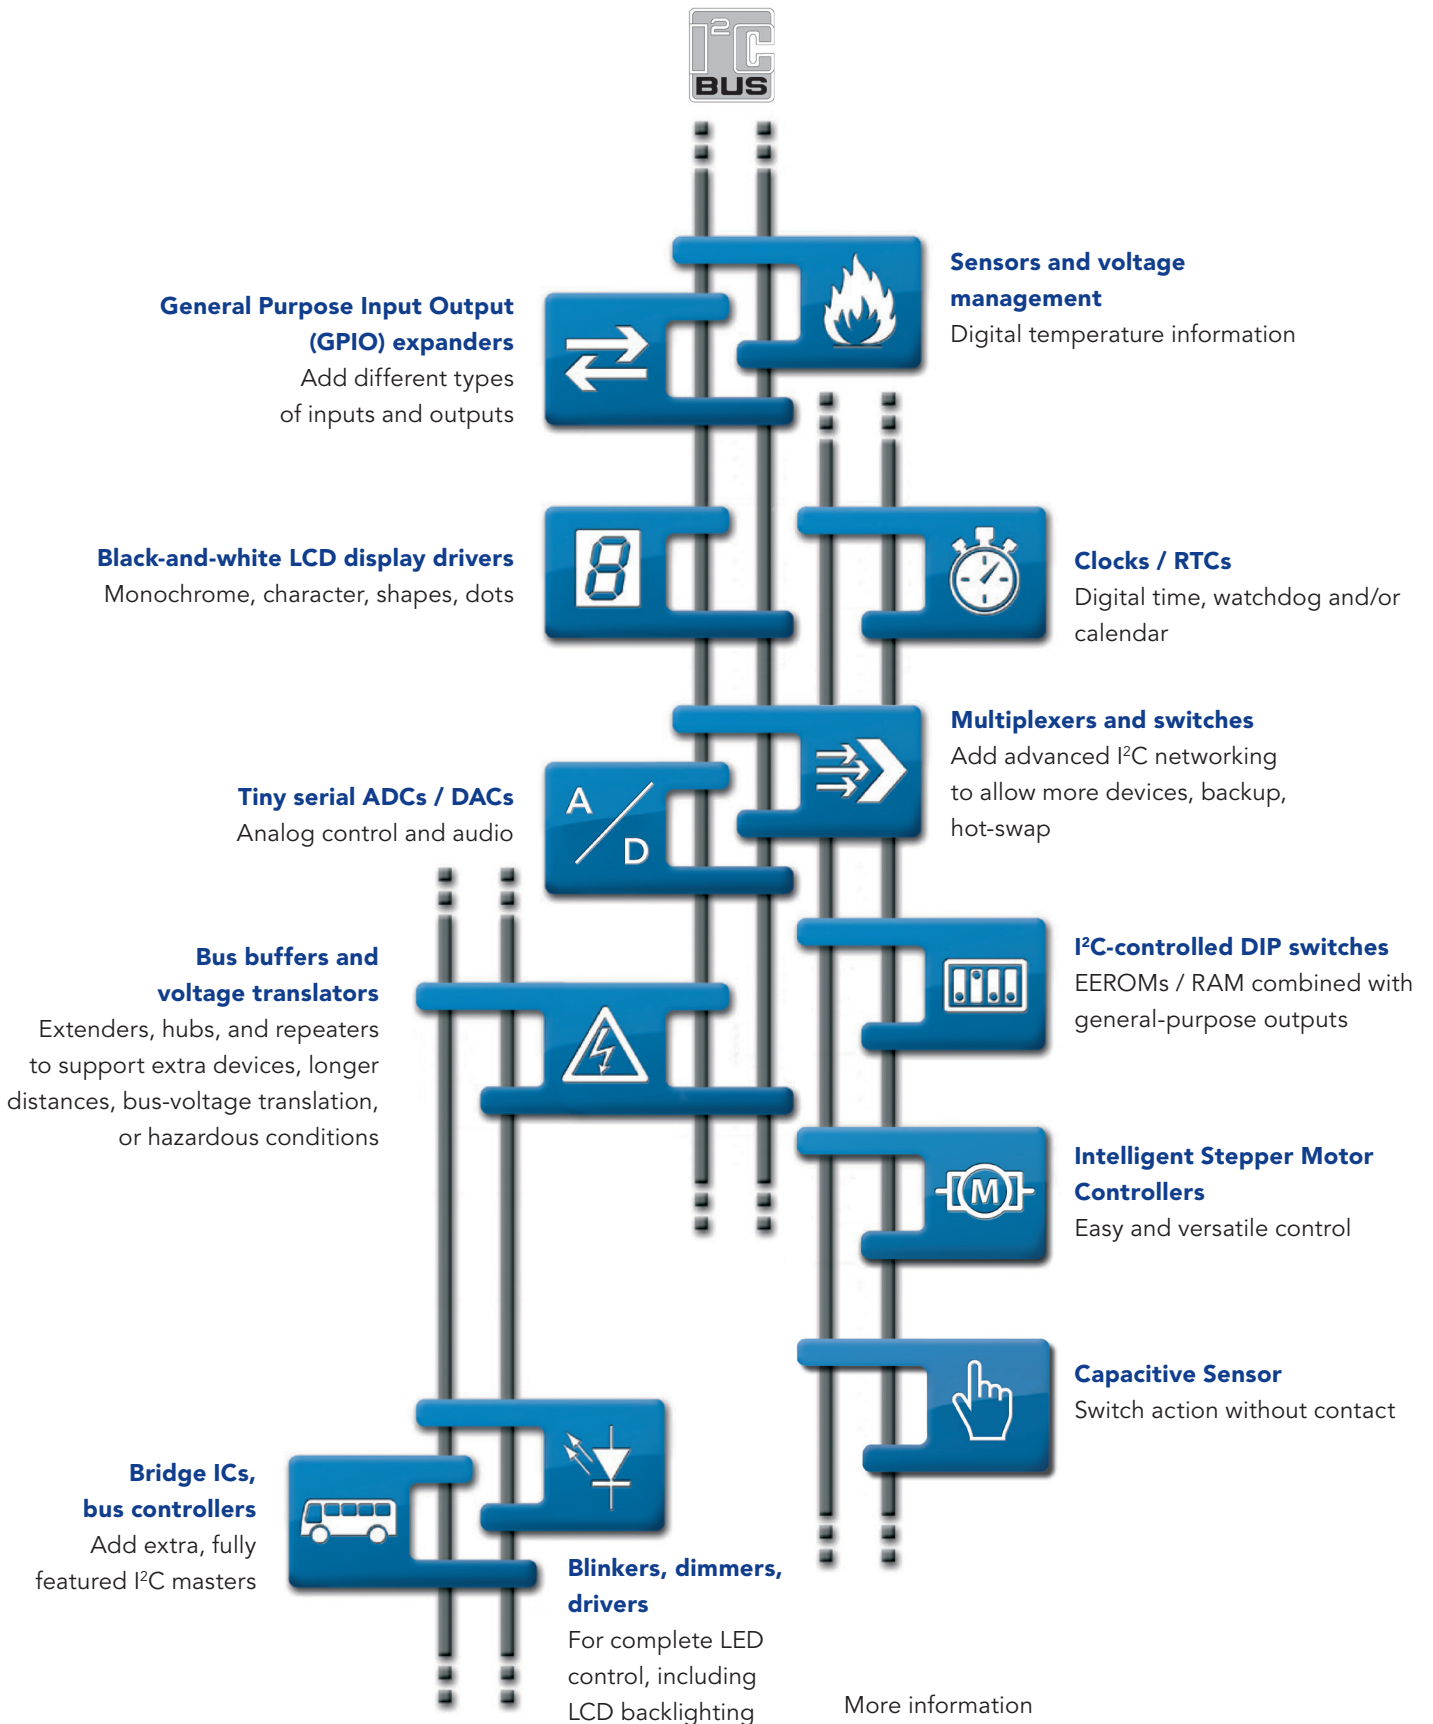 I²C
BUS
Sensors and voltage
management
Digital temperature information
General Purpose Input Output
(GPIO) expanders
Add different types
of inputs and outputs
Black-and-white LCD display drivers
Monochrome, character, shapes, dots
Clocks / RTCs
Digital time, watchdog and/or
calendar
Multiplexers and switches
Add advanced I²C networking
to allow more devices, backup,
hot-swap
Tiny serial ADCs / DACs
Analog control and audio
A
D
Bus buffers and
voltage translators
Extenders, hubs, and repeaters
to support extra devices, longer
distances, bus-voltage translation,
or hazardous conditions
I²C-controlled DIP switches
EEROMs / RAM combined with
general-purpose outputs
Intelligent Stepper Motor
Controllers
Easy and versatile control
M
Capacitive Sensor
Switch action without contact
Bridge ICs,
bus controllers
Add extra, fully
featured I²C masters
Blinkers, dimmers,
drivers
For complete LED
control, including
LCD backlighting
More information